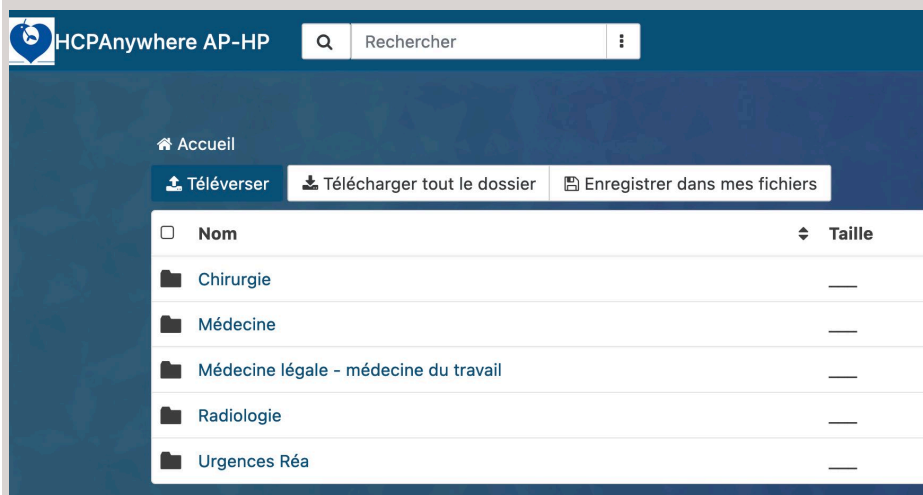 HCPAnywhere AP-HP Rechercher
Accueil
Téléverser Télécharger tout le dossier Enregistrer dans mes fichiers
Nom Taille
Chirurgie
Médecine
Médecine légale - médecine du travail
Radiologie
Urgences Réa